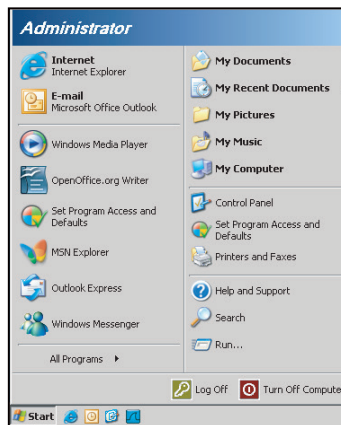 Administrator
Internet
Internet Explorer
E-mail
Microsoft Office Outlook
Windows Media Player
OpenOffice.org Writer
Set Program Access and
Defaults
MSN Explorer
Outlook Express
Windows Messenger
All Programs
My Documents
My Recent Documents
My Pictures
My Music
My Computer
Control Panel
Set Program Access and
Defaults
Printers and Faxes
Help and Support
Search
Run...
Log Off
Turn Off Compute
Start